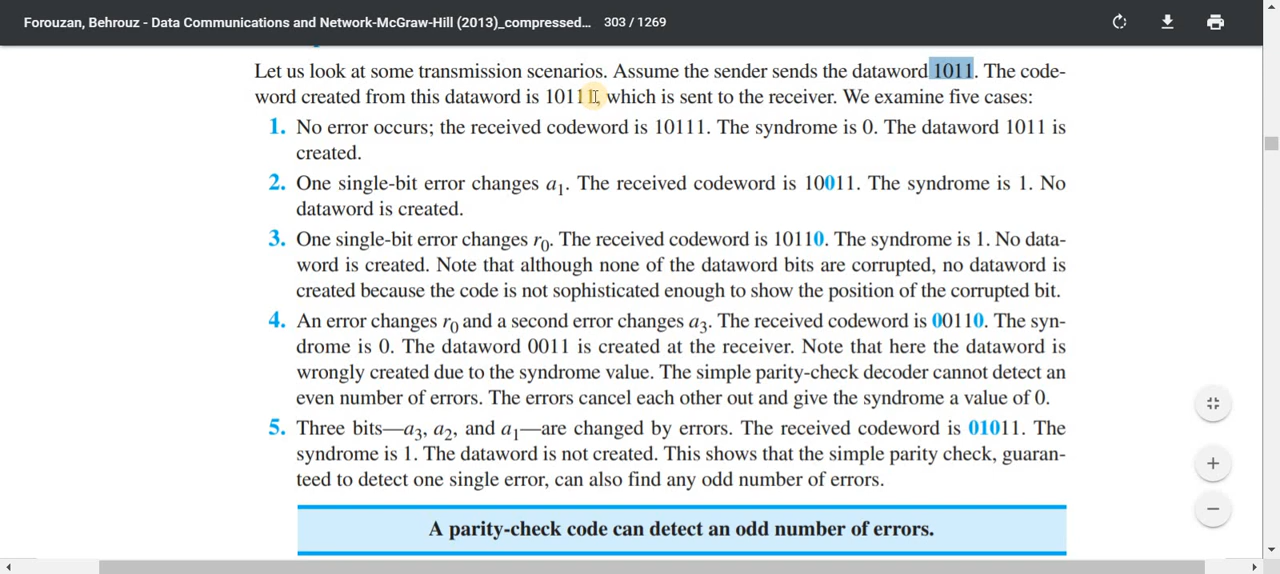 Forouzan, Behrouz - Data Communications and Network-McGraw-Hill (2013)_compressed... 303 / 1269
Let us look at some transmission scenarios. Assume the sender sends the dataword 1011. The code-
word created from this dataword is 10111, which is sent to the receiver. We examine five cases:
1. No error occurs; the received codeword is 10111. The syndrome is 0. The dataword 1011 is
created.
2. One single-bit error changes a1. The received codeword is 10011. The syndrome is 1. No
dataword is created.
3. One single-bit error changes r0. The received codeword is 10110. The syndrome is 1. No data-
word is created. Note that although none of the dataword bits are corrupted, no dataword is
created because the code is not sophisticated enough to show the position of the corrupted bit.
4. An error changes r0 and a second error changes a3. The received codeword is 00110. The syn-
drome is 0. The dataword 0011 is created at the receiver. Note that here the dataword is
wrongly created due to the syndrome value. The simple parity-check decoder cannot detect an
even number of errors. The errors cancel each other out and give the syndrome a value of 0.
5. Three bits—a3, a2, and a1—are changed by errors. The received codeword is 01011. The
syndrome is 1. The dataword is not created. This shows that the simple parity check, guaran-
teed to detect one single error, can also find any odd number of errors.
A parity-check code can detect an odd number of errors.